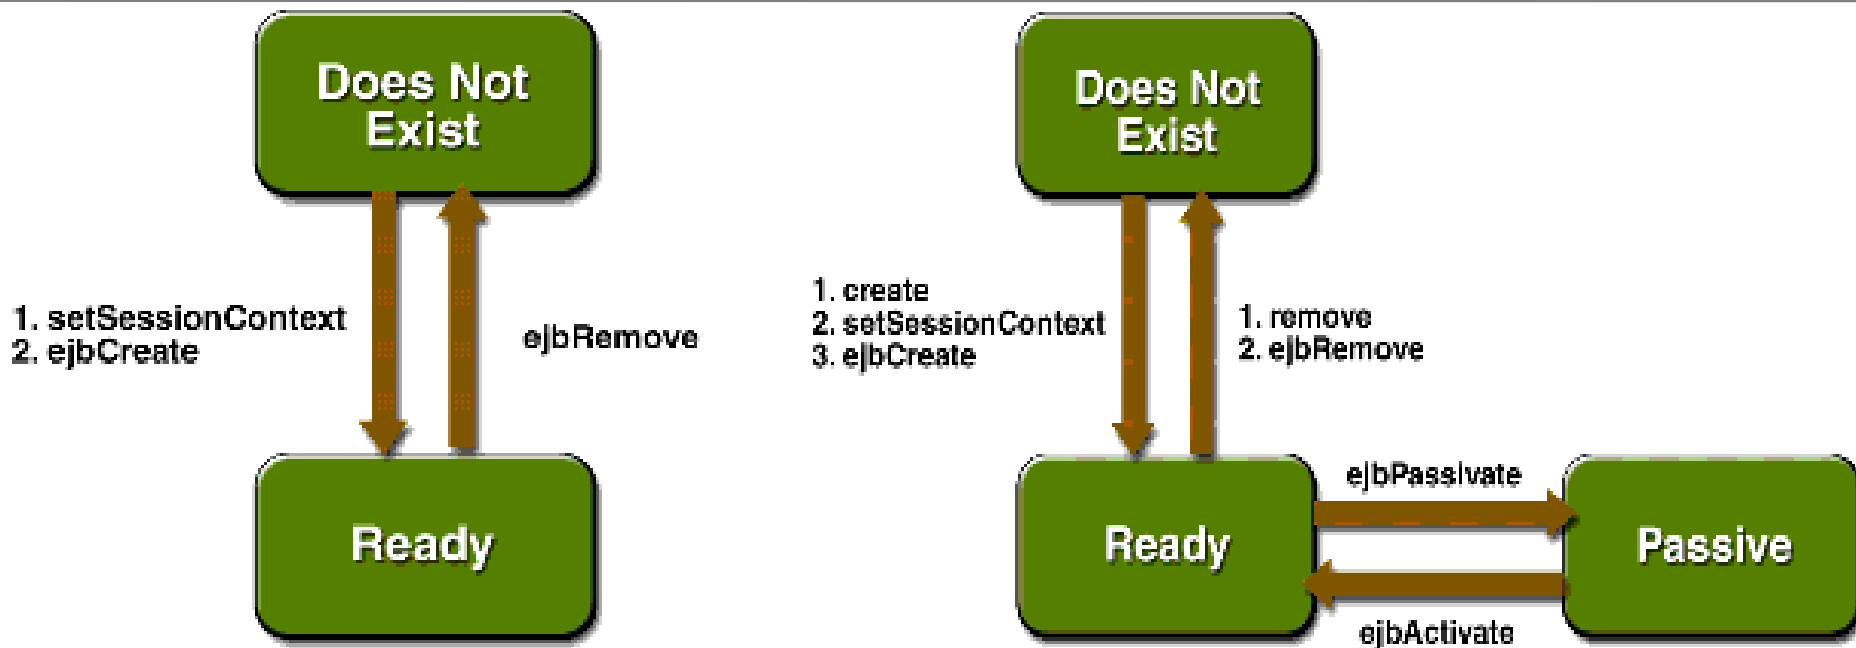 Does Not
Exist
1. setSessionContext
2. ejbCreate
ejbRemove
Ready
Does Not
Exist
1. create
2. setSessionContext
3. ejbCreate
1. remove
2. ejbRemove
Ready
ejbPassivate
ejbActivate
Passive